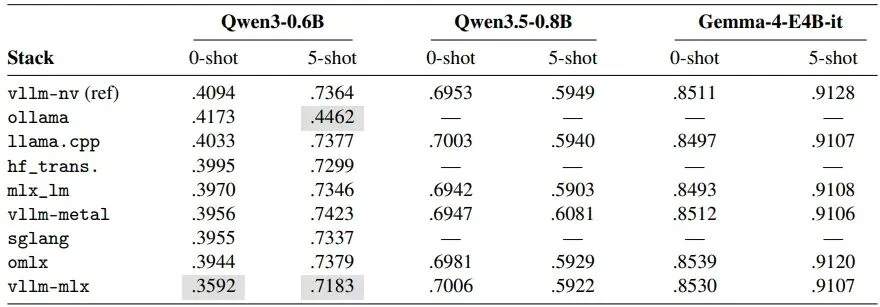 Qwen3-0.6B Qwen3.5-0.8B Gemma-4-E4B-it
Stack 0-shot 5-shot 0-shot 5-shot 0-shot 5-shot
vllm-nv (ref) .4094 .7364 .6953 .5949 .8511 .9128
ollama .4173 .4462 — — — —
llama.cpp .4033 .7377 .7003 .5940 .8497 .9107
hf_trans. .3995 .7299 — — — —
mlx_lm .3970 .7346 .6942 .5903 .8493 .9108
vllm-metal .3956 .7423 .6947 .6081 .8512 .9106
sglang .3955 .7337 — — — —
omlx .3944 .7379 .6981 .5929 .8539 .9120
vllm-mlx .3592 .7183 .7006 .5922 .8530 .9107